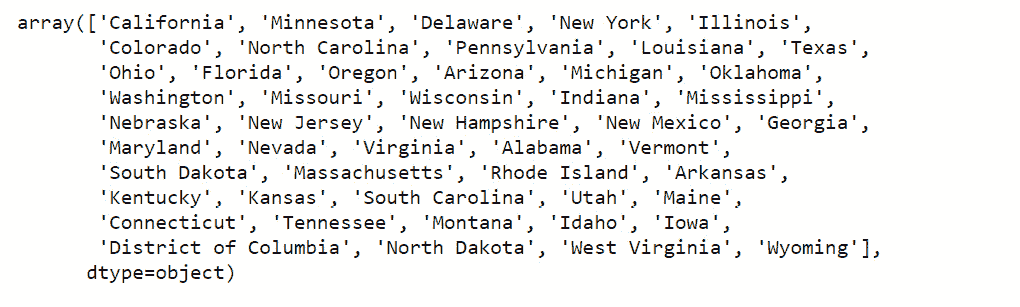 array(['California', 'Minnesota', 'Delaware', 'New York', 'Illinois',
'Colorado', 'North Carolina', 'Pennsylvania', 'Louisiana', 'Texas',
'Ohio', 'Florida', 'Oregon', 'Arizona', 'Michigan', 'Oklahoma',
'Washington', 'Missouri', 'Wisconsin', 'Indiana', 'Mississippi',
'Nebraska', 'New Jersey', 'New Hampshire', 'New Mexico', 'Georgia',
'Maryland', 'Nevada', 'Virginia', 'Alabama', 'Vermont',
'South Dakota', 'Massachusetts', 'Rhode Island', 'Arkansas',
'Kentucky', 'Kansas', 'South Carolina', 'Utah', 'Maine',
'Connecticut', 'Tennessee', 'Montana', 'Idaho', 'Iowa',
'District of Columbia', 'North Dakota', 'West Virginia', 'Wyoming'],
dtype=object)